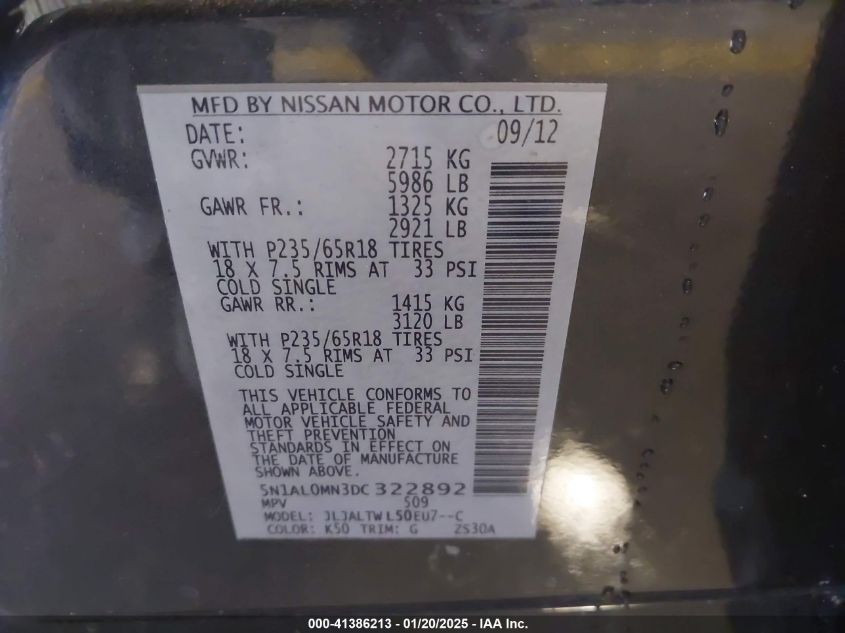 MFD BY NISSAN MOTOR CO., LTD.
DATE: 09/12
GVWR: 2715 KG
5986 LB
GAWR FR.: 1325 KG
2921 LB
WITH P235/65R18 TIRES
18 X 7.5 RIMS AT 33 PSI
COLD SINGLE
GAWR RR.: 1415 KG
3120 LB
WITH P235/65R18 TIRES
18 X 7.5 RIMS AT 33 PSI
COLD SINGLE
THIS VEHICLE CONFORMS TO
ALL APPLICABLE FEDERAL
MOTOR VEHICLE SAFETY AND
THEFT PREVENTION
STANDARDS IN EFFECT ON
THE DATE OF MANUFACTURE
SHOWN ABOVE.
5N1AL0MN3DC322892
MPV 509
MODEL: JLJALTWL50EU7--C
COLOR: K50 TRIM: G ZS30A
000-41386213 - 01/20/2025 - IAA Inc.